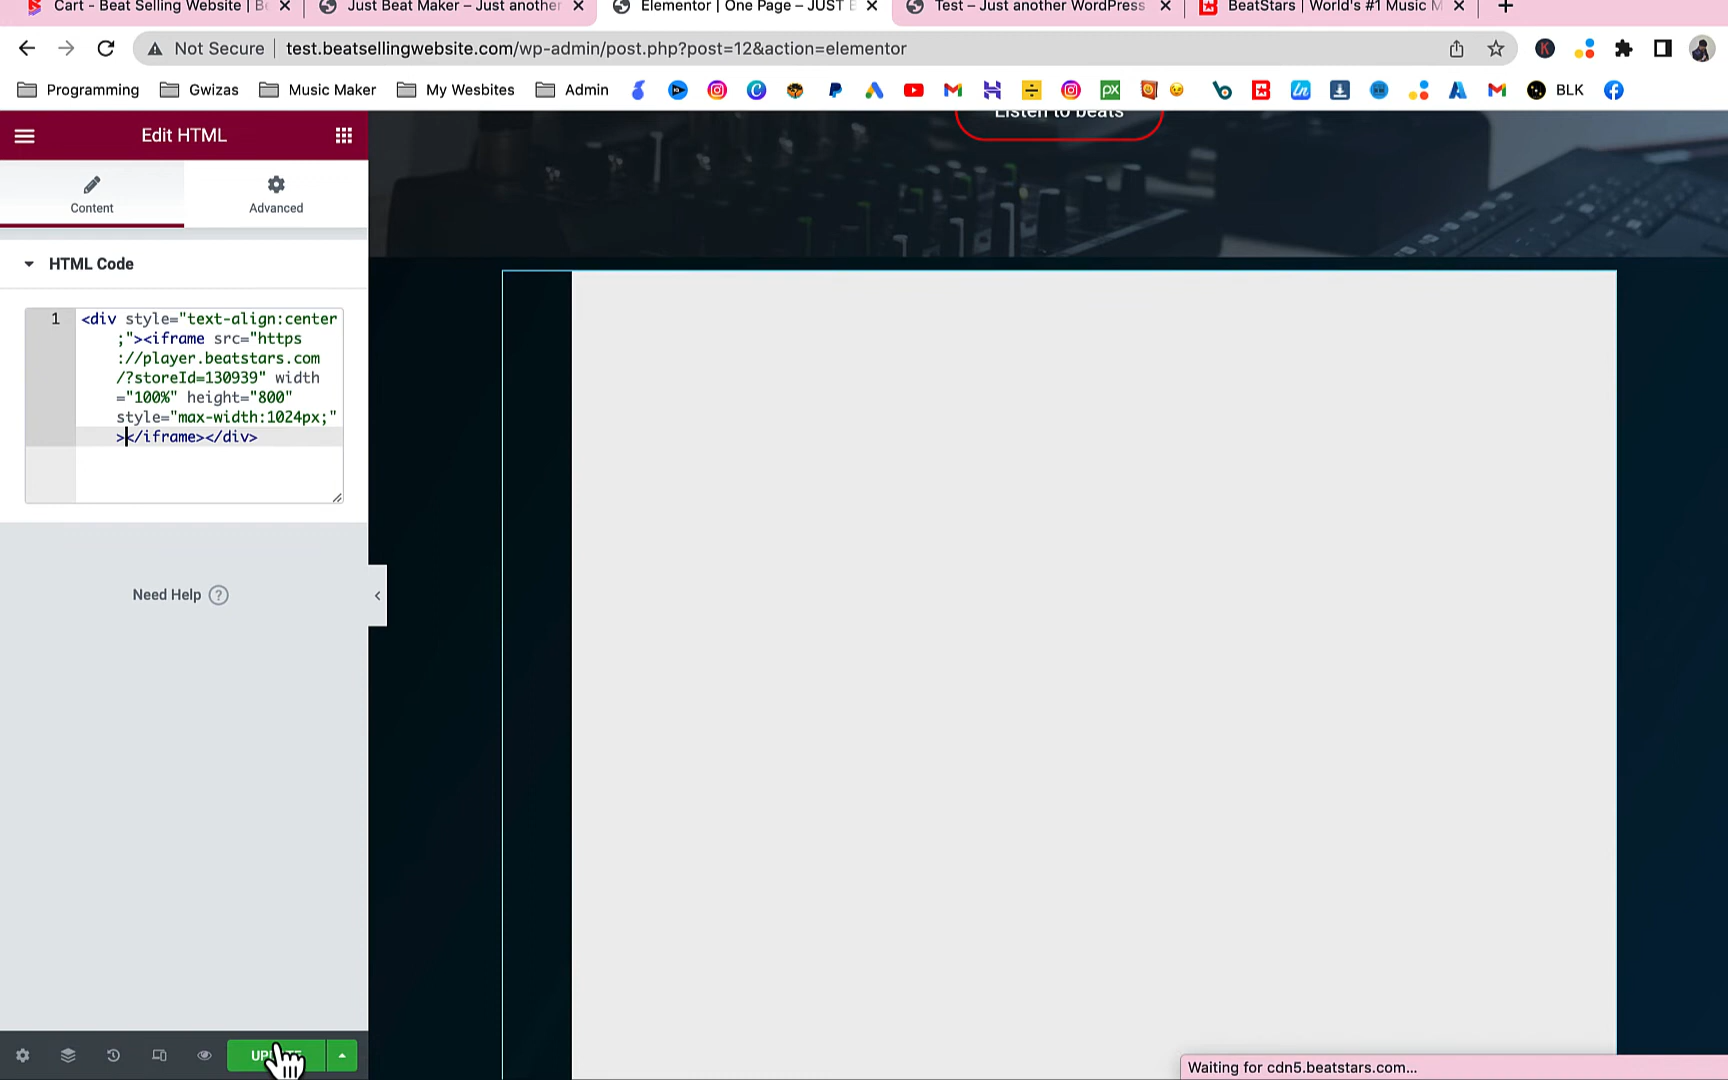 Cart - Beat Selling Website | Be
Just Beat Maker – Just another
Elementor | One Page – JUST B
Test – Just another WordPress
BeatStars | World's #1 Music M
Not Secure
test.beatsellingwebsite.com/wp-admin/post.php?post=12&action=elementor
Programming
Gwizas
Music Maker
My Wesbites
Admin
BLK
Edit HTML
Content
Advanced
HTML Code
1
<div style="text-align:center
;"><iframe src="https
://player.beatstars.com
/?storeId=130939" width
="100%" height="800"
style="max-width:1024px;"
></iframe></div>
Need Help ?
Listen to beats
Waiting for cdn5.beatstars.com...